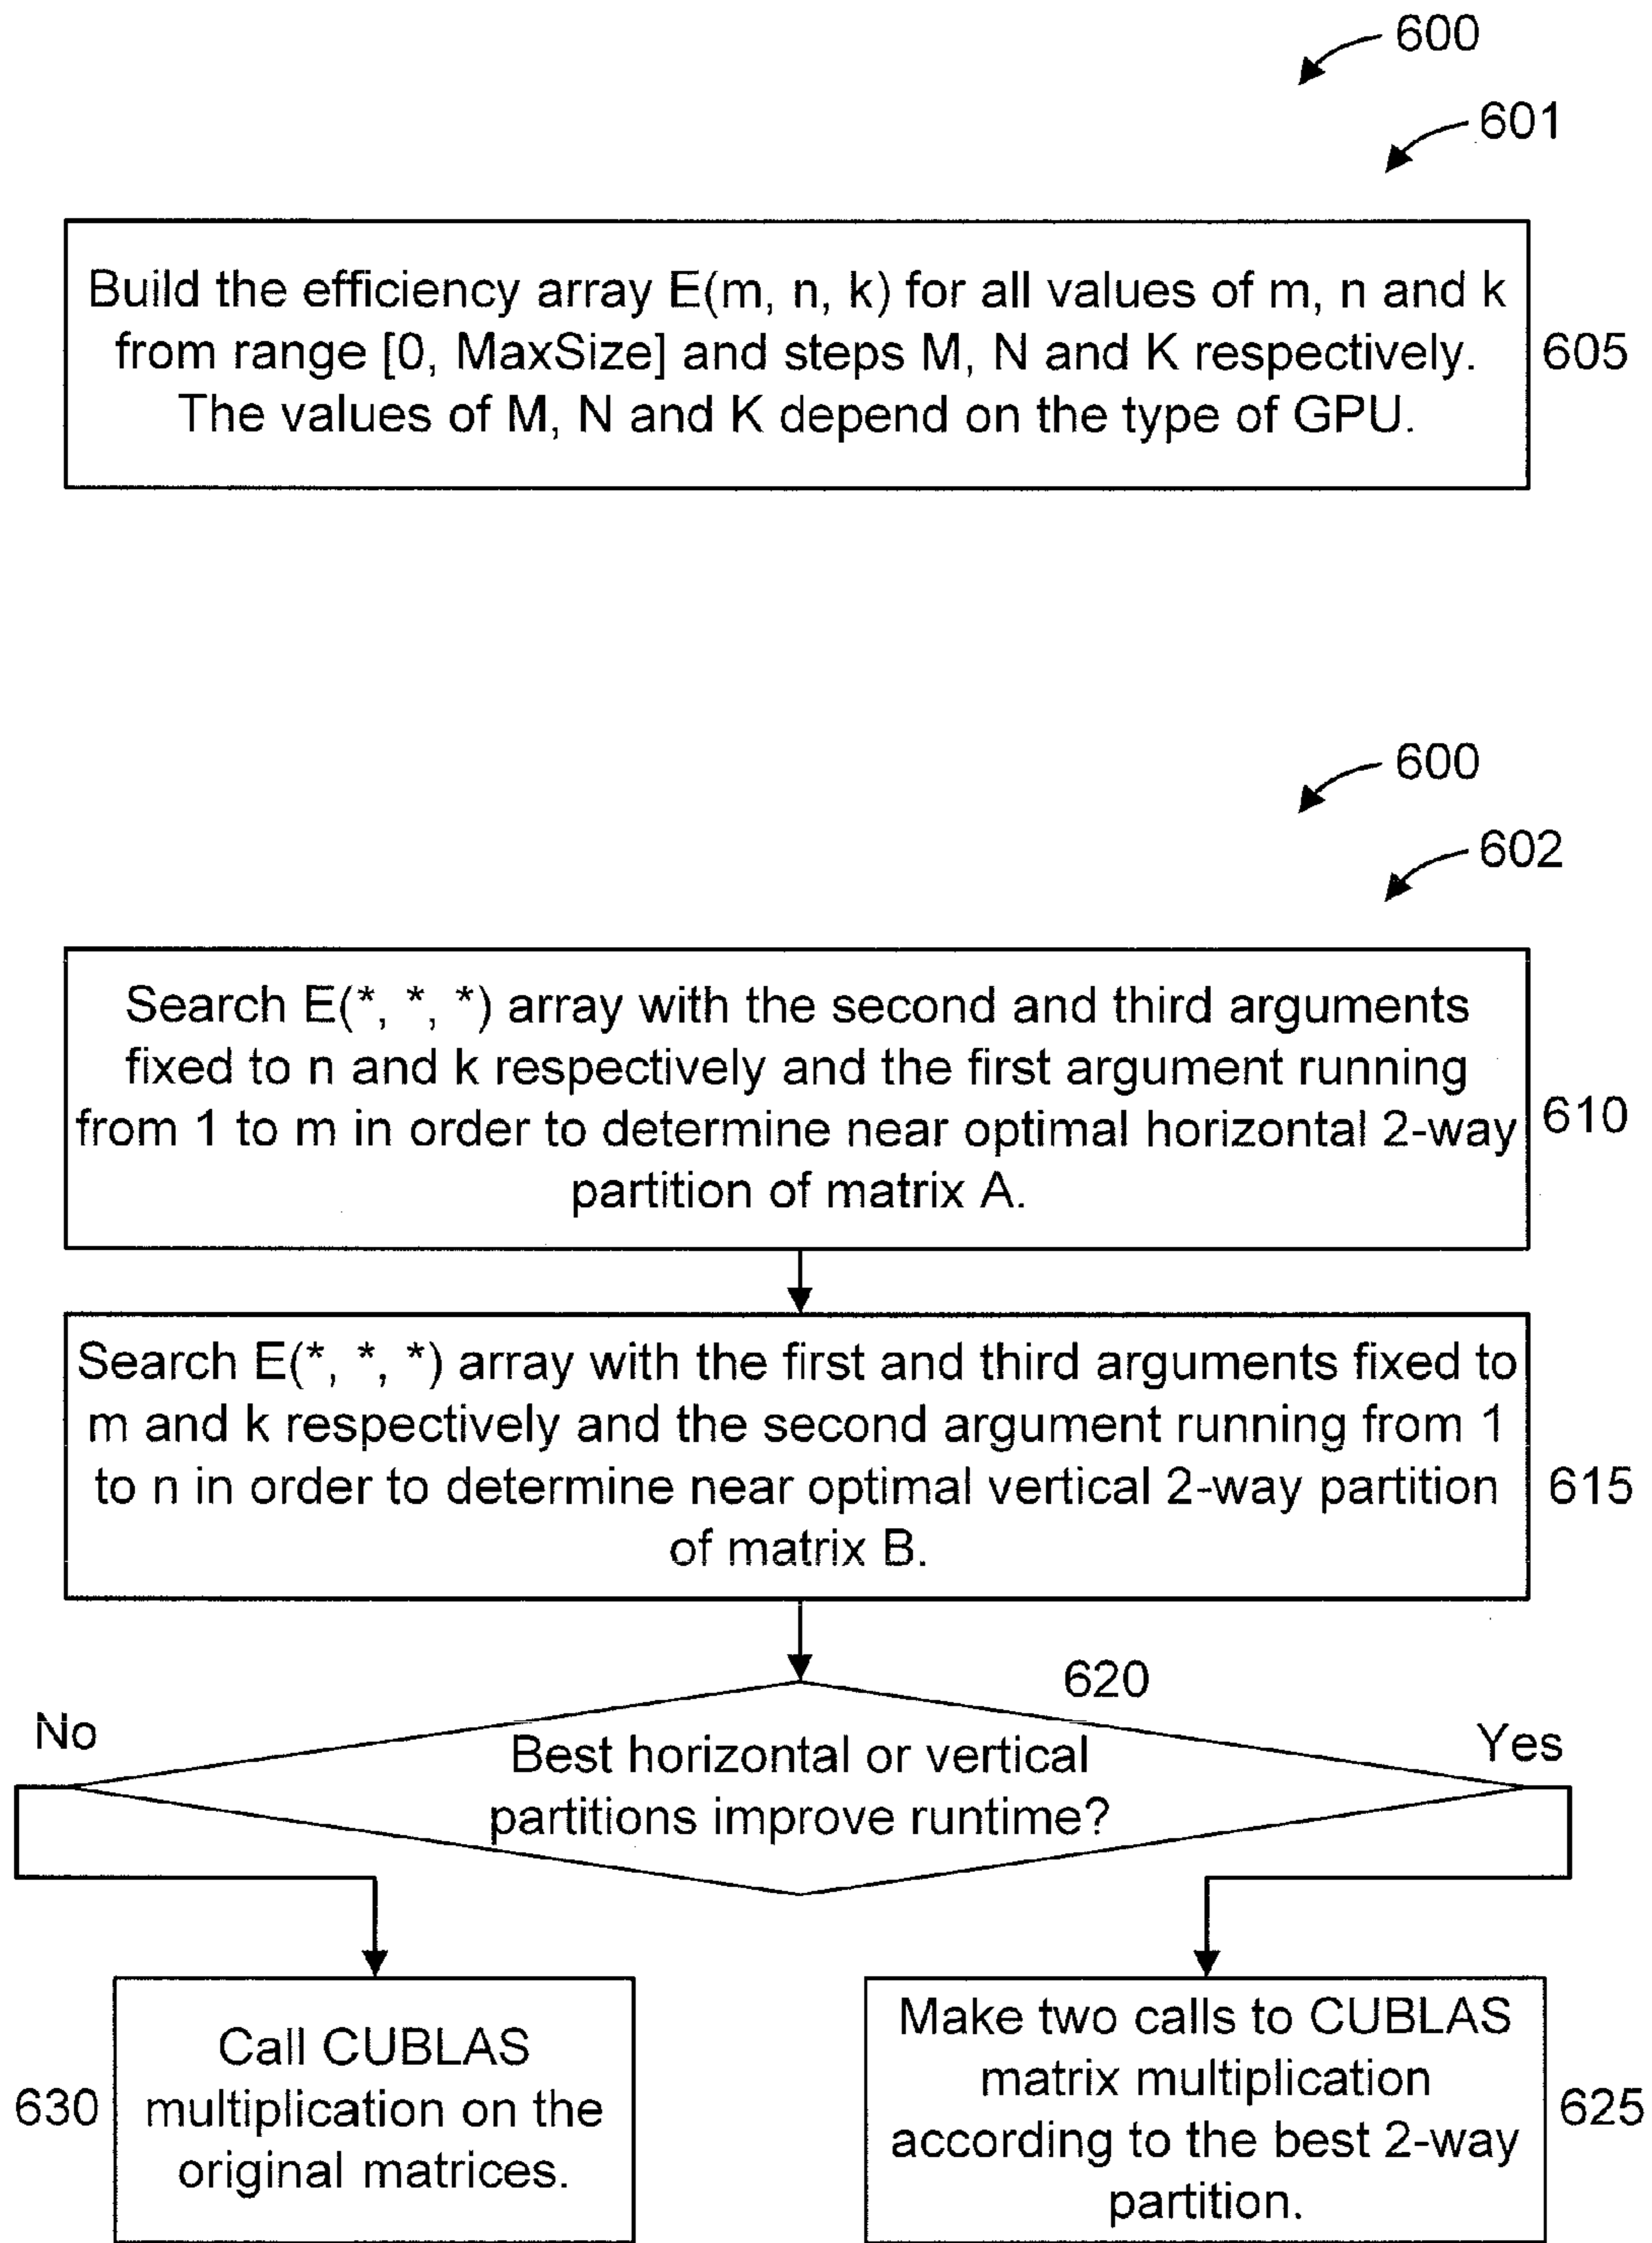 600
601
Build the efficiency array E(m, n, k) for all values of m, n and k
from range [0, MaxSize] and steps M, N and K respectively.
The values of M, N and K depend on the type of GPU.
605
600
602
Search E(*, *, *) array with the second and third arguments
fixed to n and k respectively and the first argument running
from 1 to m in order to determine near optimal horizontal 2-way
partition of matrix A.
610
Search E(*, *, *) array with the first and third arguments fixed to
m and k respectively and the second argument running from 1
to n in order to determine near optimal vertical 2-way partition
of matrix B.
615
620
No
Best horizontal or vertical
partitions improve runtime?
Yes
630
Call CUBLAS
multiplication on the
original matrices.
Make two calls to CUBLAS
matrix multiplication
according to the best 2-way
partition.
625